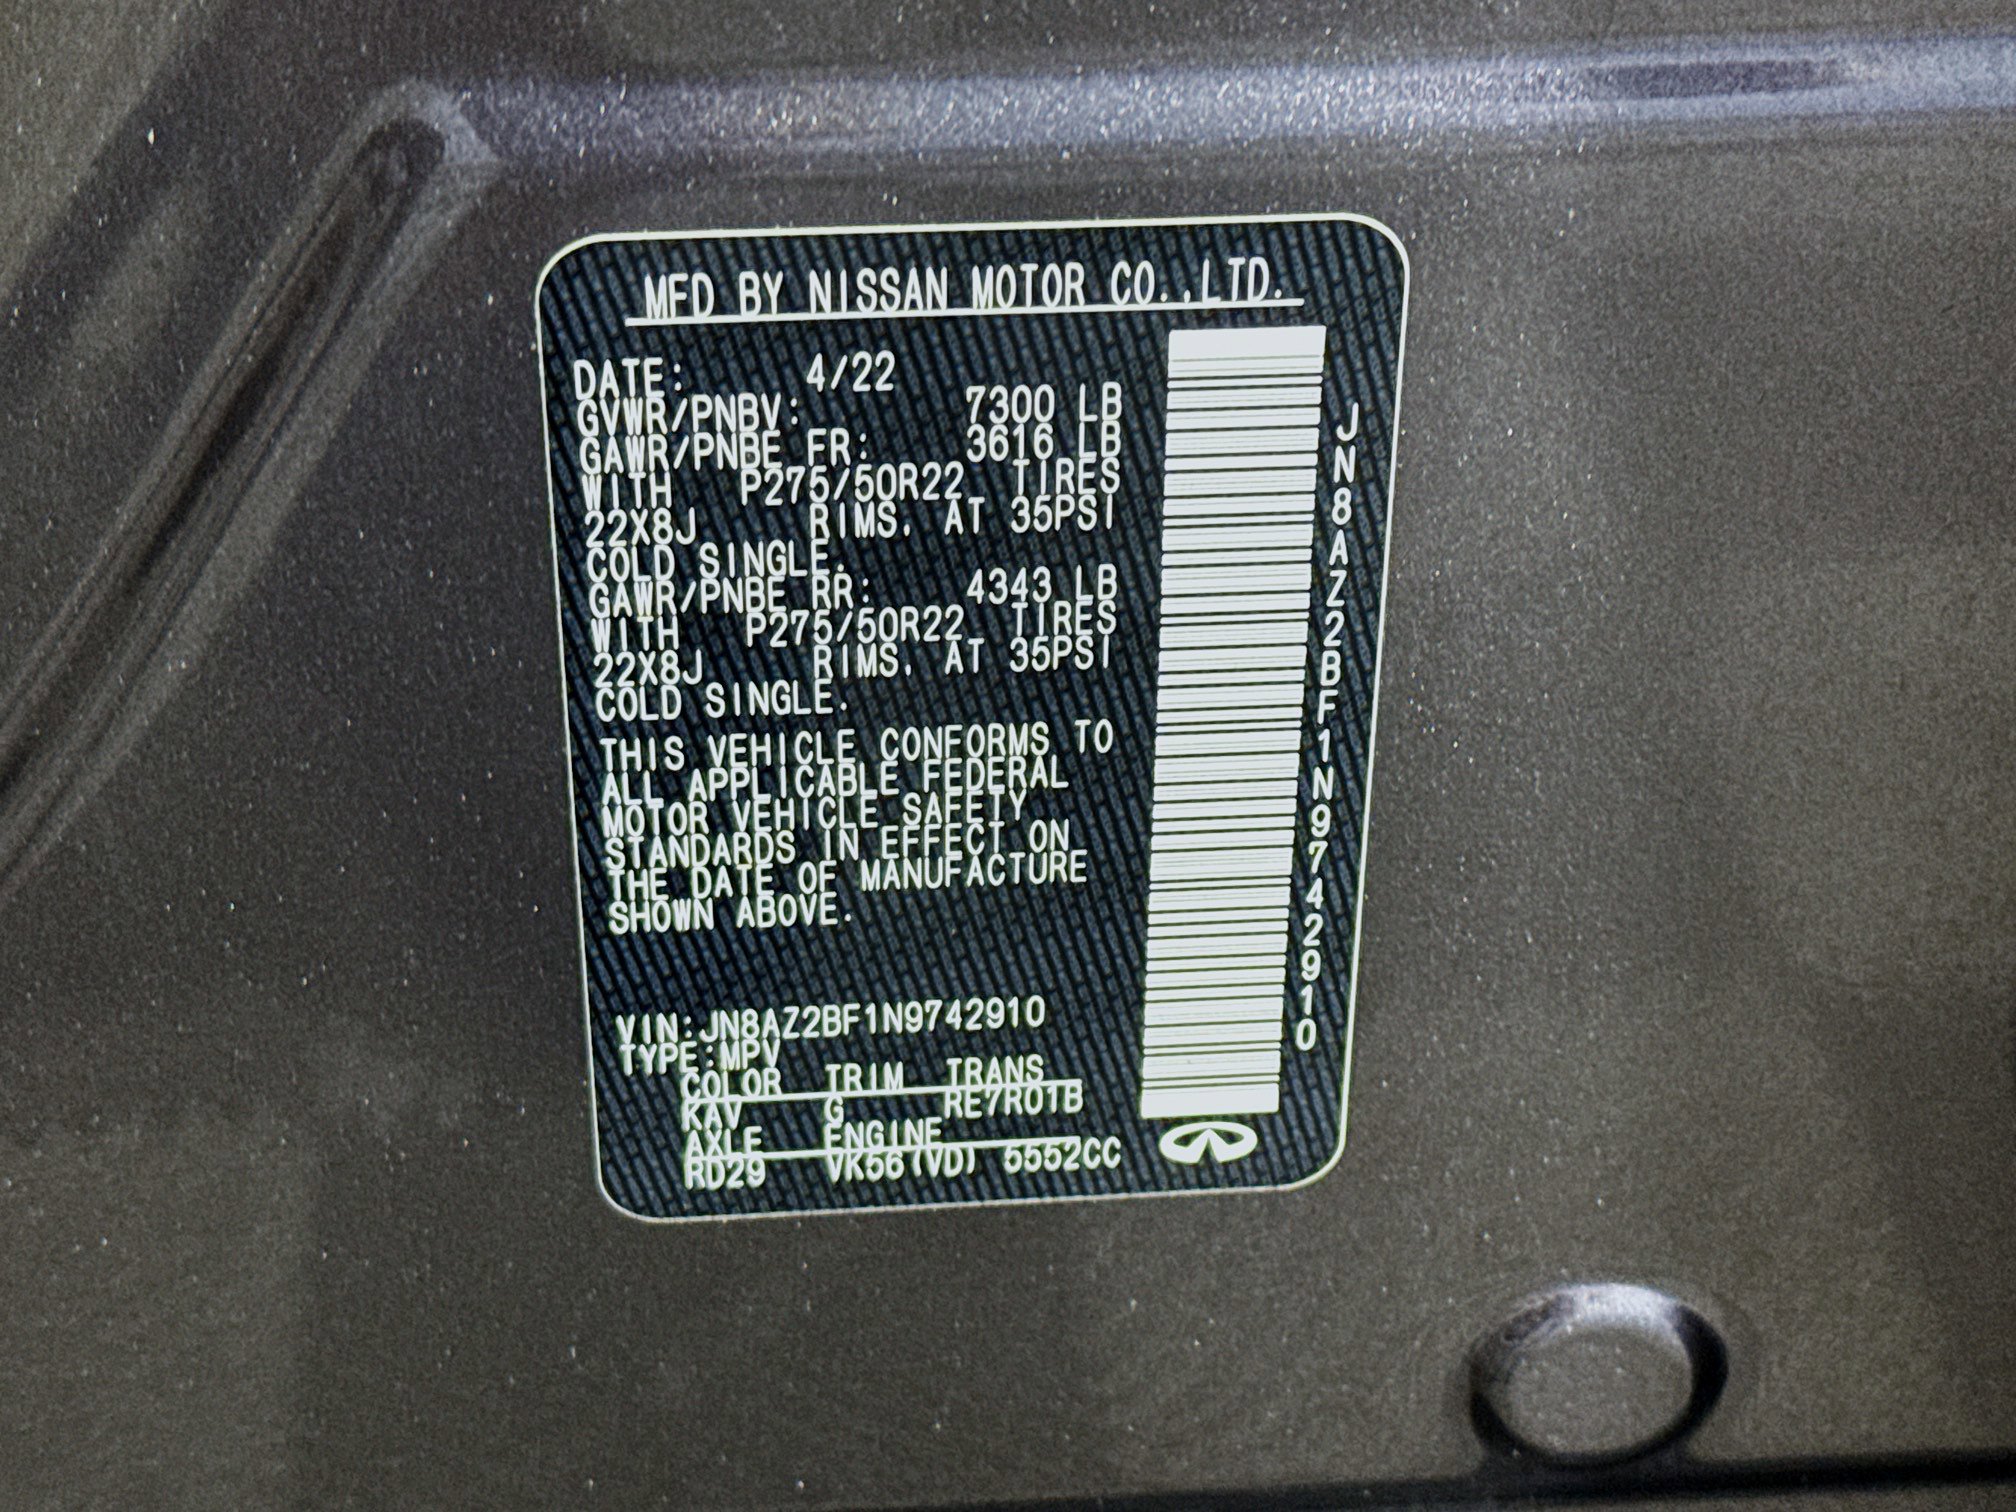 MFD BY NISSAN MOTOR CO.,LTD.
DATE: 4/22
GVWR/PNBV: 7300 LB
GAWR/PNBE FR: 3616 LB
WITH P275/50R22 TIRES
22X8J RIMS, AT 35PSI
COLD SINGLE.
GAWR/PNBE RR: 4343 LB
WITH P275/50R22 TIRES
22X8J RIMS, AT 35PSI
COLD SINGLE.
THIS VEHICLE CONFORMS TO
ALL APPLICABLE FEDERAL
MOTOR VEHICLE SAFETY
STANDARDS IN EFFECT ON
THE DATE OF MANUFACTURE
SHOWN ABOVE.
VIN:JN8AZ2BF1N9742910
TYPE:MPV
COLOR TRIM TRANS
KAV G RE7R01B
AXLE ENGINE
RD29 VK56(VD) 5552CC
JN8AZ2BF1N9742910